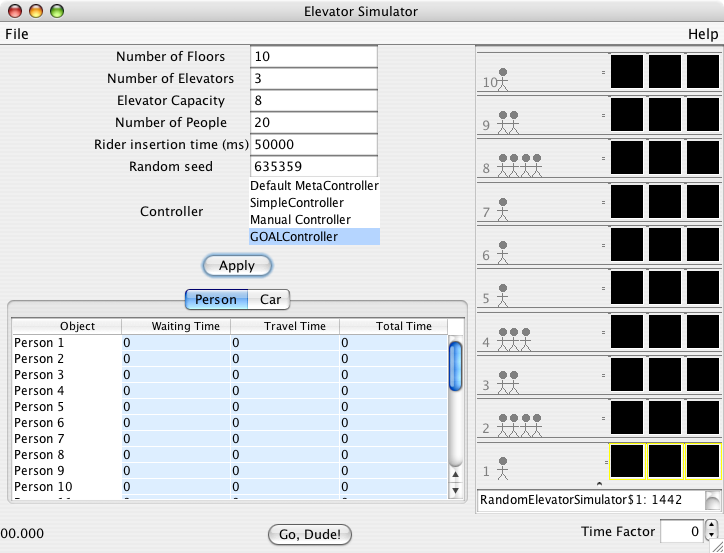 Elevator Simulator
File Help
Number of Floors 10
Number of Elevators 3
Elevator Capacity 8
Number of People 20
Rider insertion time (ms) 50000
Random seed 635359
Controller
Default MetaController
SimpleController
Manual Controller
GOALController
Apply
Person Car
Object Waiting Time Travel Time Total Time
Person 1 0 0 0
Person 2 0 0 0
Person 3 0 0 0
Person 4 0 0 0
Person 5 0 0 0
Person 6 0 0 0
Person 7 0 0 0
Person 8 0 0 0
Person 9 0 0 0
Person 10 0 0 0
10
9
8
7
6
5
4
3
2
1
RandomElevatorSimulator$1: 1442
00.000
Go, Dude!
Time Factor 0